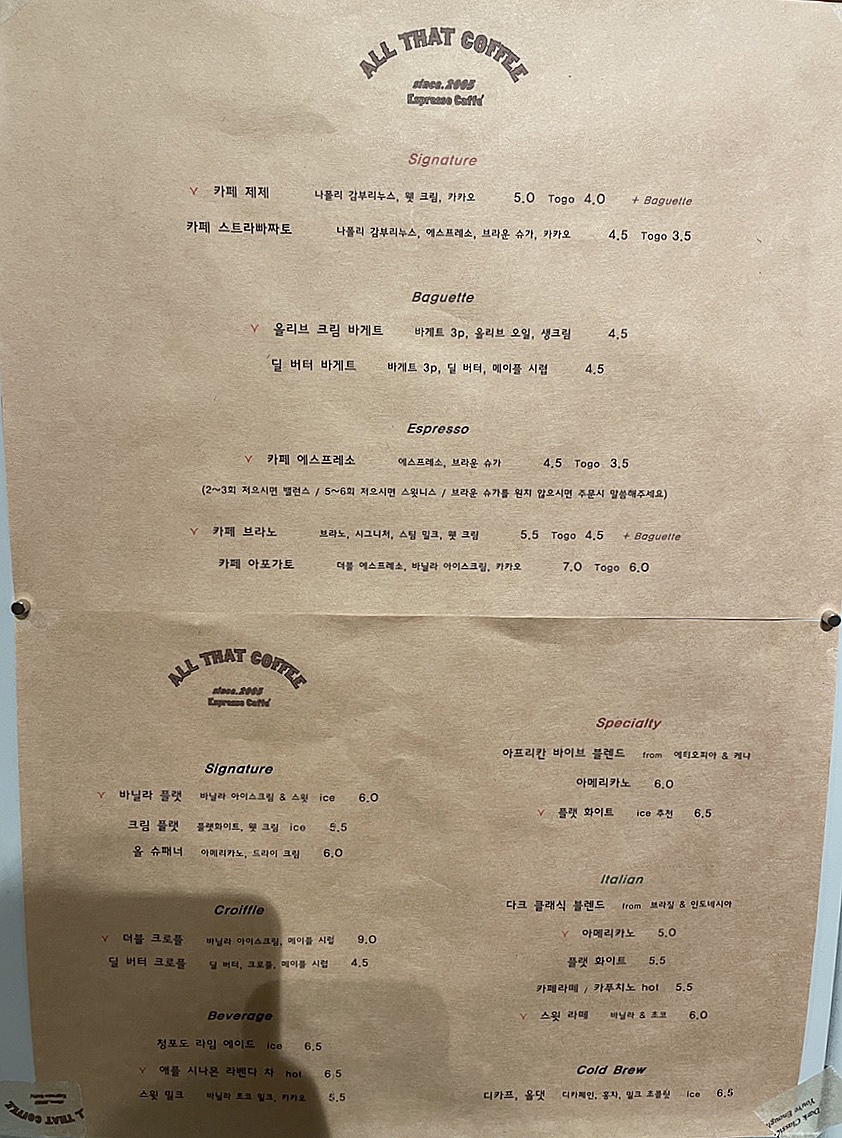 ALL THAT COFFEE
since.2005
Espresso Caffe'
Signature
카페 제제 나폴리 감부리누스, 웻 크림, 카카오 5.0 Togo 4.0 + Baguette
카페 스트라빠짜토 나폴리 감부리누스, 에스프레소, 브라운 슈가, 카카오 4.5 Togo 3.5
Baguette
올리브 크림 바게트 바게트 3p, 올리브 오일, 생크림 4.5
딜 버터 바게트 바게트 3p, 딜 버터, 메이플 시럽 4.5
Espresso
카페 에스프레소 에스프레소, 브라운 슈가 4.5 Togo 3.5
(2~3회 저으시면 밸런스 / 5~6회 저으시면 스윗니스 / 브라운 슈가를 원치 않으시면 주문시 말씀해주세요)
카페 브라노 브라노, 시그니처, 스팀 밀크, 웻 크림 5.5 Togo 4.5 + Baguette
카페 아포가토 더블 에스프레소, 바닐라 아이스크림, 카카오 7.0 Togo 6.0
ALL THAT COFFEE
since.2005
Espresso Caffe'
Signature
바닐라 플랫 바닐라 아이스크림 & 스윗 ice 6.0
크림 플랫 플랫화이트, 웻 크림 ice 5.5
올 슈패너 아메리카노, 드라이 크림 6.0
Croiffle
더블 크로플 바닐라 아이스크림, 메이플 시럽 9.0
딜 버터 크로플 딜 버터, 크로플, 메이플 시럽 4.5
Beverage
청포도 라임 에이드 ice 6.5
애플 시나몬 라벤다 차 hot 6.5
스윗 밀크 바닐라 초코 밀크, 카카오 5.5
Specialty
아프리칸 바이브 블렌드 from 에티오피아 & 케냐
아메리카노 6.0
플랫 화이트 ice 추천 6.5
Italian
다크 클래식 블렌드 from 브라질 & 인도네시아
아메리카노 5.0
플랫 화이트 5.5
카페라떼 / 카푸치노 hot 5.5
스윗 라떼 바닐라 & 초코 6.0
Cold Brew
디카프, 올댓 디카페인, 홍차, 밀크 초콜릿 ice 6.5
THAT COFFEE
Dark Classic
You're Enough